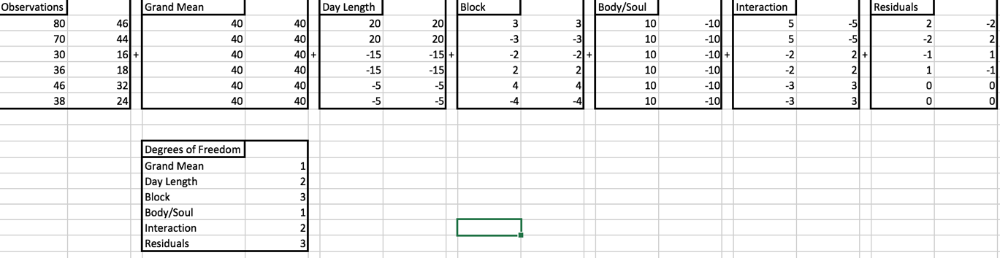 Observations Grand Mean Day Length Block Body/Soul Interaction Residuals
80 46 40 40 20 20 3 3 10 -10 5 -5 2 -2
70 44 40 40 20 20 -3 -3 10 -10 5 -5 -2 2
30 16 + 40 40 + -15 -15 + -2 -2 + 10 -10 + -2 2 + -1 1
36 18 40 40 -15 -15 2 2 10 -10 -2 2 1 -1
46 32 40 40 -5 -5 4 4 10 -10 -3 3 0 0
38 24 40 40 -5 -5 -4 -4 10 -10 -3 3 0 0
Degrees of Freedom
Grand Mean 1
Day Length 2
Block 3
Body/Soul 1
Interaction 2
Residuals 3